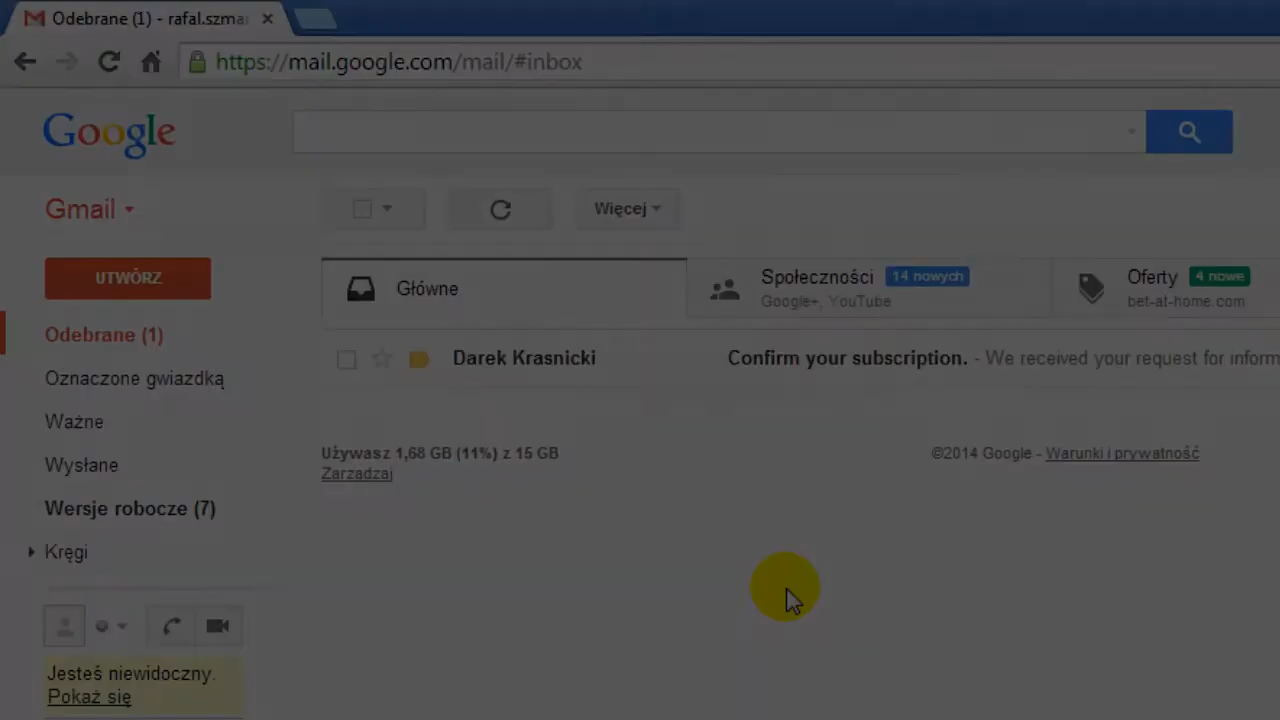 Odebrane (1) - rafal.szmar
https://mail.google.com/mail/#inbox
Google
Gmail
Więcej
UTWÓRZ
Główne
Społeczności 14 nowych
Google+, YouTube
Oferty 4 nowe
bet-at-home.com
Odebrane (1)
Darek Krasnicki Confirm your subscription. - We received your request for inform
Oznaczone gwiazdką
Ważne
Używasz 1,68 GB (11%) z 15 GB
Zarządzaj
©2014 Google - Warunki i prywatność
Wysłane
Wersje robocze (7)
Kręgi
Jesteś niewidoczny.
Pokaż się